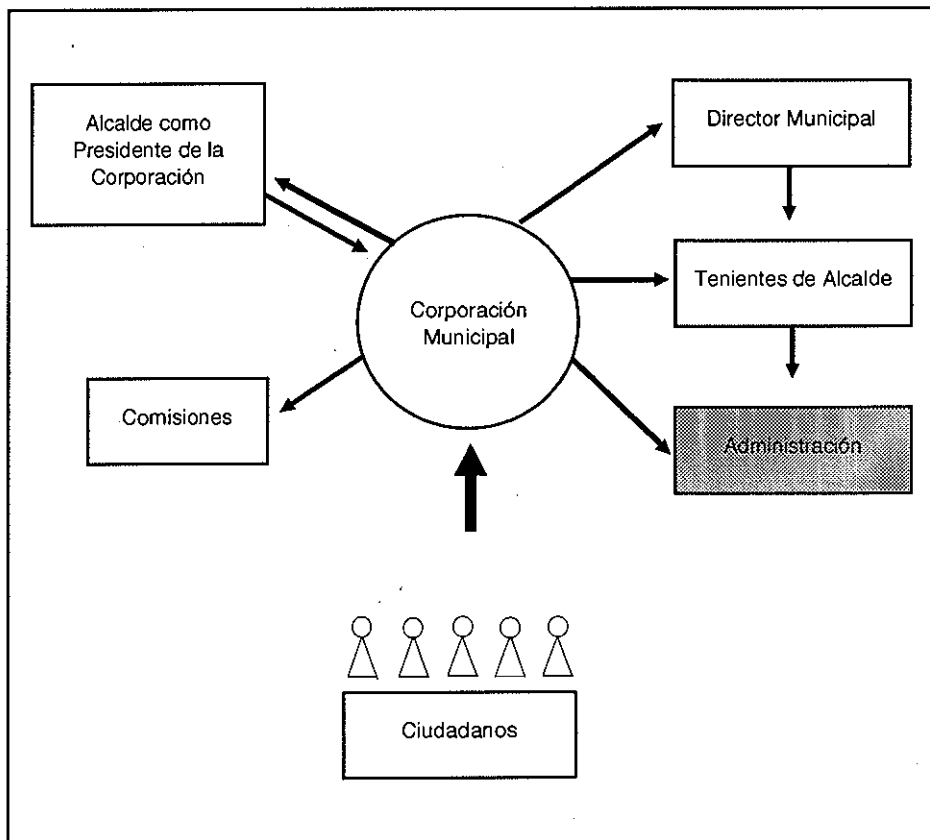 Alcalde como
Presidente de la
Corporación
Director Municipal
Tenientes de Alcalde
Corporación
Municipal
Comisiones
Administración
Ciudadanos